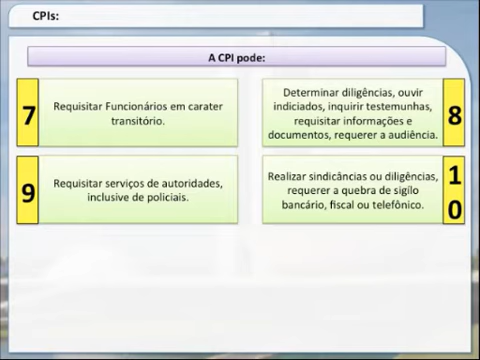 CPIs:
A CPI pode:
7
Requisitar Funcionários em carater
transitório.
Determinar diligências, ouvir
indiciados, inquirir testemunhas,
requisitar informações e
documentos, requerer a audiência.
8
9
Requisitar serviços de autoridades,
inclusive de policiais.
Realizar sindicâncias ou diligências,
requerer a quebra de sigílo
bancário, fiscal ou telefônico.
1
0